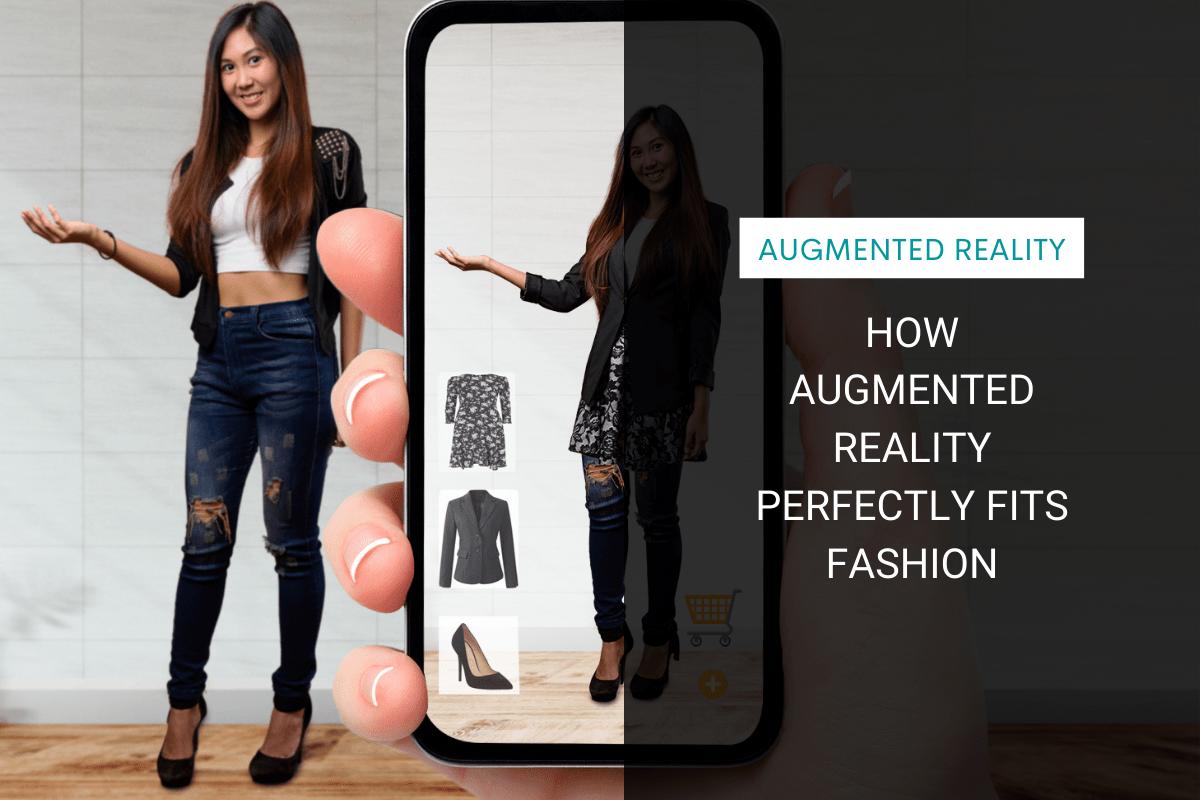 AUGMENTED REALITY
HOW
AUGMENTED
REALITY
PERFECTLY FITS
FASHION